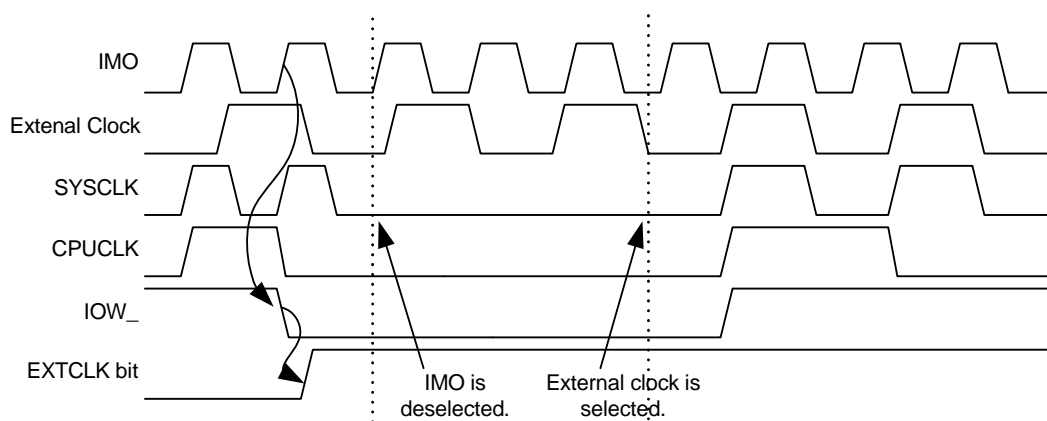 IMO
Extenal Clock
SYSCLK
CPUCLK
IOW_
EXTCLK bit
IMO is
deselected.
External clock is
selected.